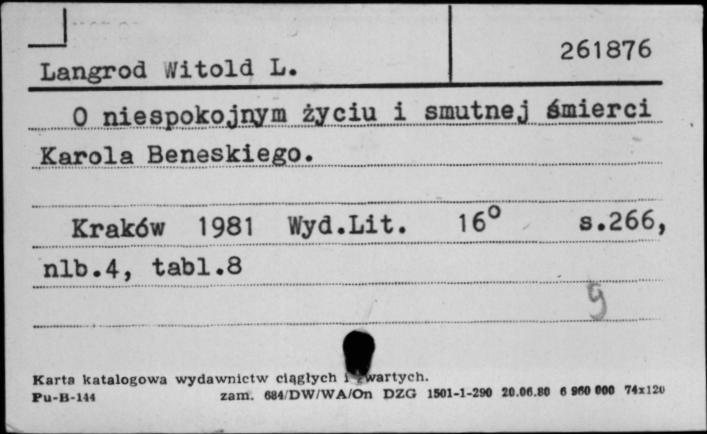 261876
Langrod Witold L.
O niespokojnym życiu i smutnej śmierci
Karola Beneskiego.
Kraków 1981 Wyd.Lit. 16° s.266,
nlb.4, tabl.8
9
Karta katalogowa wydawnictw ciągłych i zwartych.
Pu-B-144 zam. 684/DW/WA/On DZG 1501-1-290 20.06.80 6 960 000 74x120